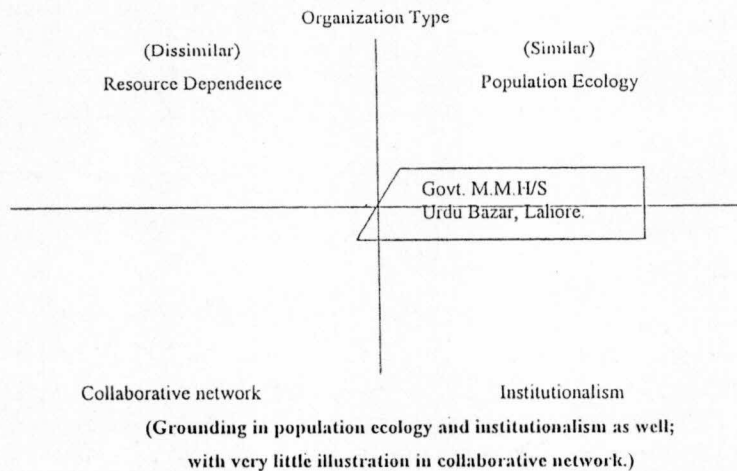 Organization Type
(Dissimilar) (Similar)
Resource Dependence Population Ecology
Govt. M.M.H/S
Urdu Bazar, Lahore.
Collaborative network Institutionalism
(Grounding in population ecology and institutionalism as well;
with very little illustration in collaborative network.)